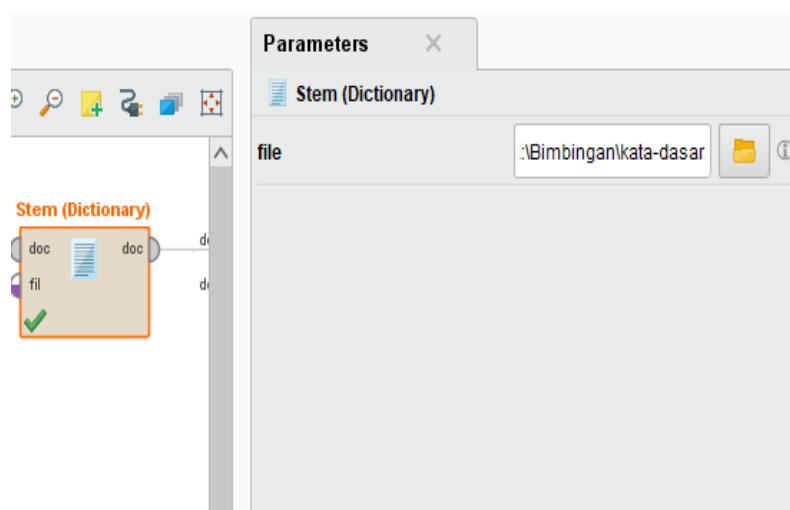 Parameters
Stem (Dictionary)
file
:\Bimbingan\kata-dasar
Stem (Dictionary)
doc
doc
fil